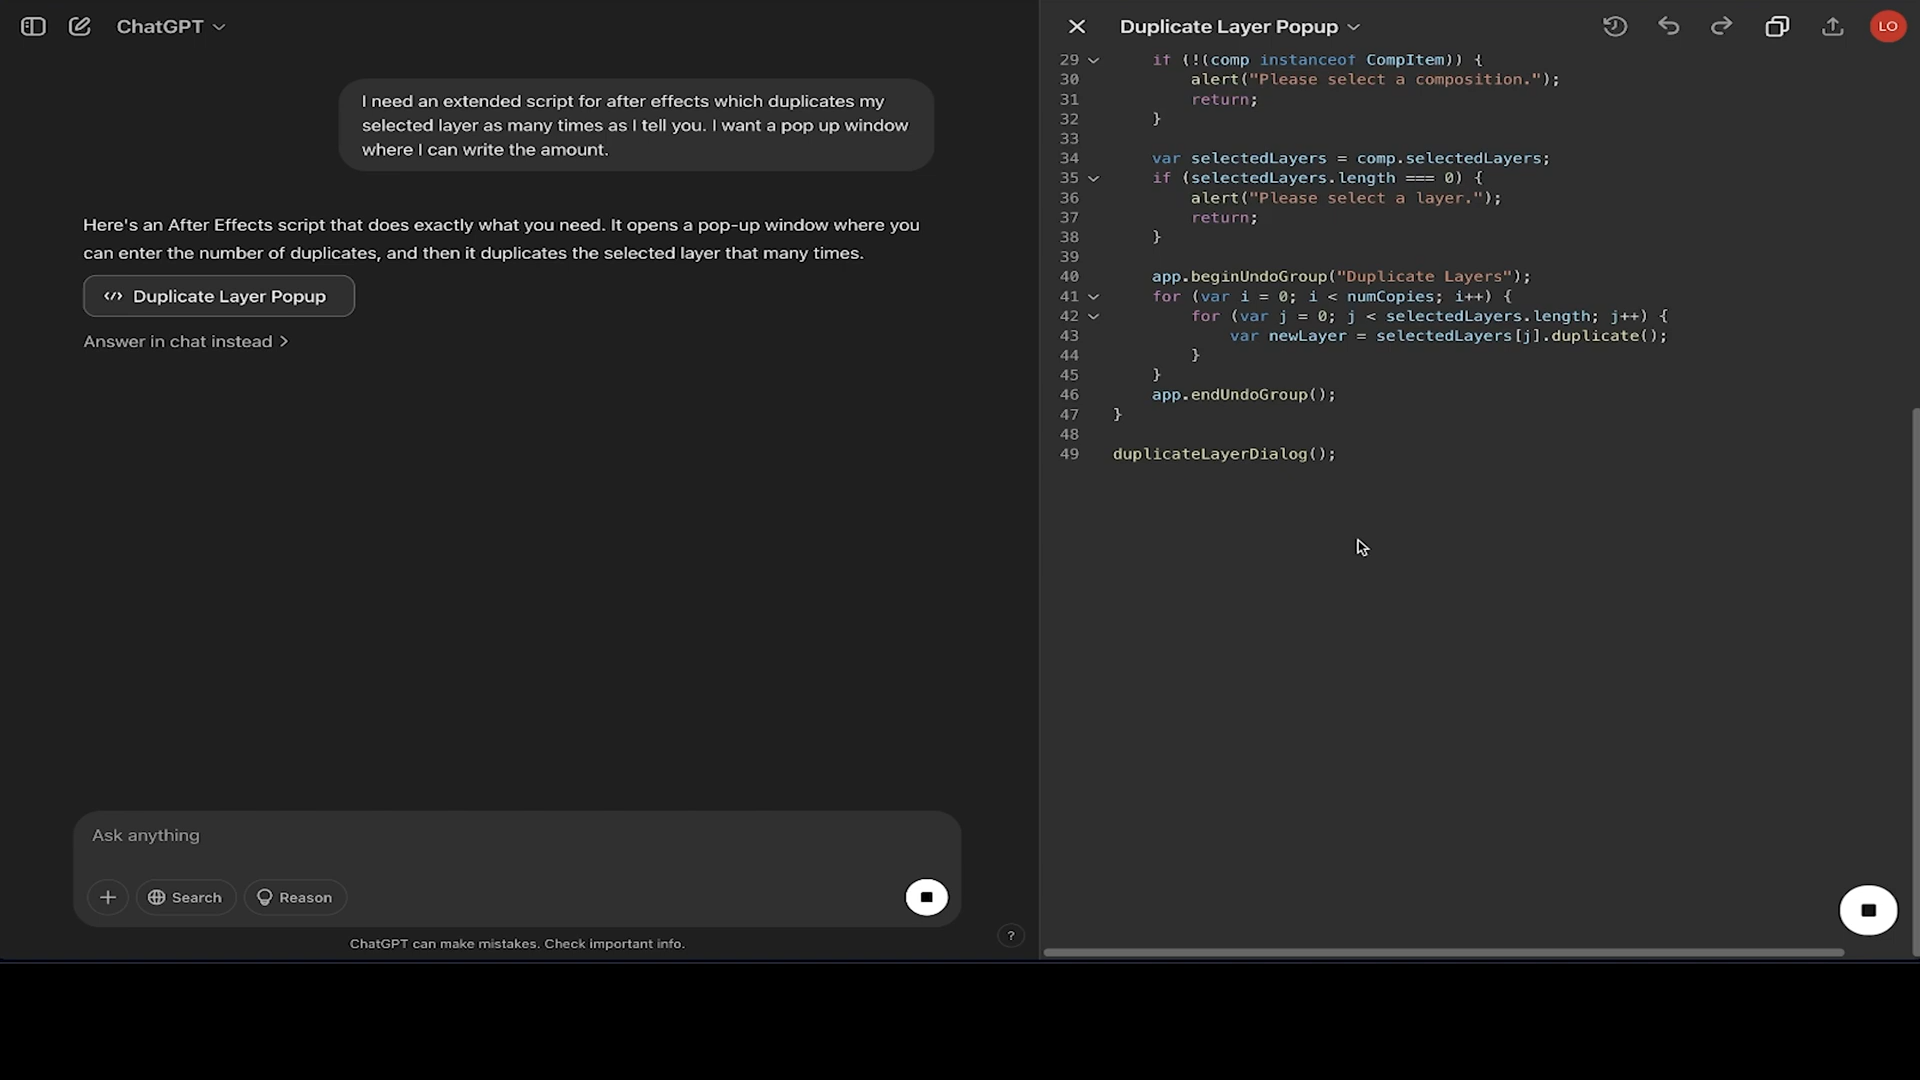 ChatGPT
I need an extended script for after effects which duplicates my
selected layer as many times as I tell you. I want a pop up window
where I can write the amount.
Here's an After Effects script that does exactly what you need. It opens a pop-up window where you
can enter the number of duplicates, and then it duplicates the selected layer that many times.
Duplicate Layer Popup
Answer in chat instead >
Ask anything
+ Search Reason
ChatGPT can make mistakes. Check important info.
?
Duplicate Layer Popup
LO
29 if (!(comp instanceof CompItem)) {
30 alert("Please select a composition.");
31 return;
32 }
33
34 var selectedLayers = comp.selectedLayers;
35 if (selectedLayers.length === 0) {
36 alert("Please select a layer.");
37 return;
38 }
39
40 app.beginUndoGroup("Duplicate Layers");
41 for (var i = 0; i < numCopies; i++) {
42 for (var j = 0; j < selectedLayers.length; j++) {
43 var newLayer = selectedLayers[j].duplicate();
44 }
45 }
46 app.endUndoGroup();
47 }
48
49 duplicateLayerDialog();